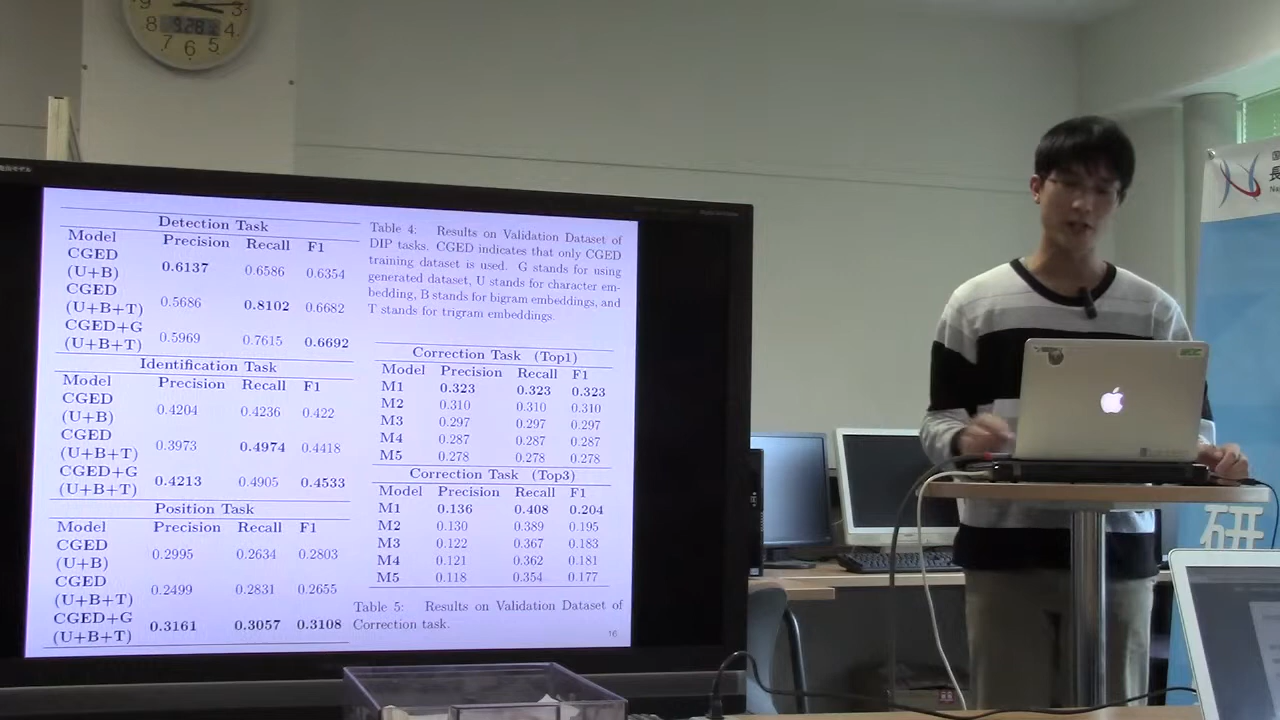 9 3 8 4 7 6 5
Detection Task
Model Precision Recall F1
CGED
(U+B) 0.6137 0.6586 0.6354
CGED
(U+B+T) 0.5686 0.8102 0.6682
CGED+G
(U+B+T) 0.5969 0.7615 0.6692
Identification Task
Model Precision Recall F1
CGED
(U+B) 0.4204 0.4236 0.422
CGED
(U+B+T) 0.3973 0.4974 0.4418
CGED+G
(U+B+T) 0.4213 0.4905 0.4533
Position Task
Model Precision Recall F1
CGED
(U+B) 0.2995 0.2634 0.2803
CGED
(U+B+T) 0.2499 0.2831 0.2655
CGED+G
(U+B+T) 0.3161 0.3057 0.3108
Table 4: Results on Validation Dataset of
DIP tasks. CGED indicates that only CGED
training dataset is used. G stands for using
generated dataset, U stands for character em-
bedding, B stands for bigram embeddings, and
T stands for trigram embeddings.
Correction Task (Top1)
Model Precision Recall F1
M1 0.323 0.323 0.323
M2 0.310 0.310 0.310
M3 0.297 0.297 0.297
M4 0.287 0.287 0.287
M5 0.278 0.278 0.278
Correction Task (Top3)
Model Precision Recall F1
M1 0.136 0.408 0.204
M2 0.130 0.389 0.195
M3 0.122 0.367 0.183
M4 0.121 0.362 0.181
M5 0.118 0.354 0.177
Table 5: Results on Validation Dataset of
Correction task.
16
長
研